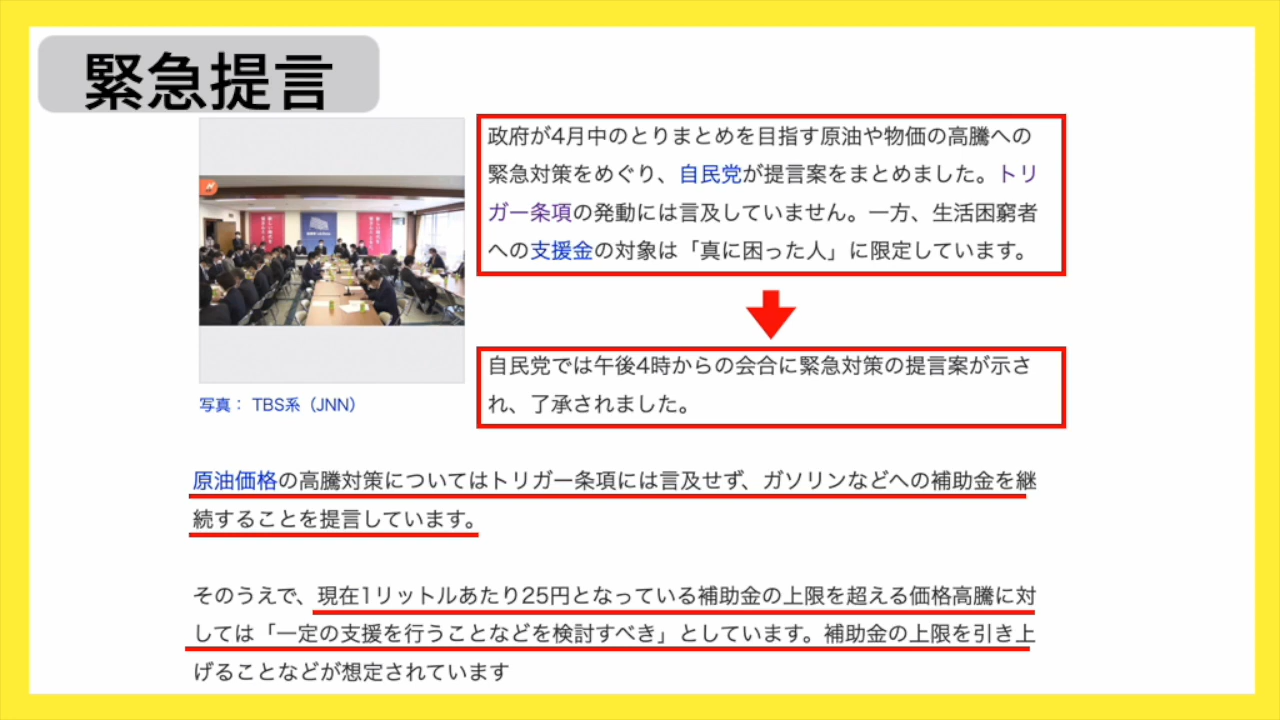 緊急提言
政府が4月中のとりまとめを目指す原油や物価の高騰への
緊急対策をめぐり、自民党が提言案をまとめました。トリ
ガー条項の発動には言及していません。一方、生活困窮者
への支援金の対象は「真に困った人」に限定しています。
自民党では午後4時からの会合に緊急対策の提言案が示さ
れ、了承されました。
写真： TBS系（JNN）
原油価格の高騰対策についてはトリガー条項には言及せず、ガソリンなどへの補助金を継
続することを提言しています。
そのうえで、現在1リットルあたり25円となっている補助金の上限を超える価格高騰に対
しては「一定の支援を行うことなどを検討すべき」としています。補助金の上限を引き上
げることなどが想定されています